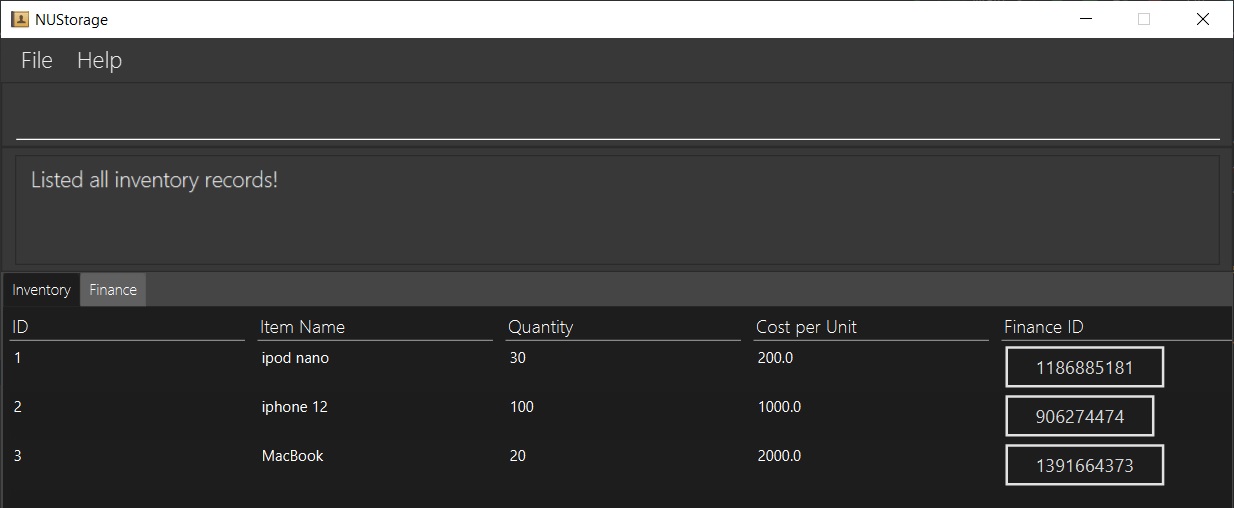 NUStorage
File Help
Listed all inventory records!
Inventory Finance
ID Item Name Quantity Cost per Unit Finance ID
1 ipod nano 30 200.0 1186885181
2 iphone 12 100 1000.0 906274474
3 MacBook 20 2000.0 1391664373